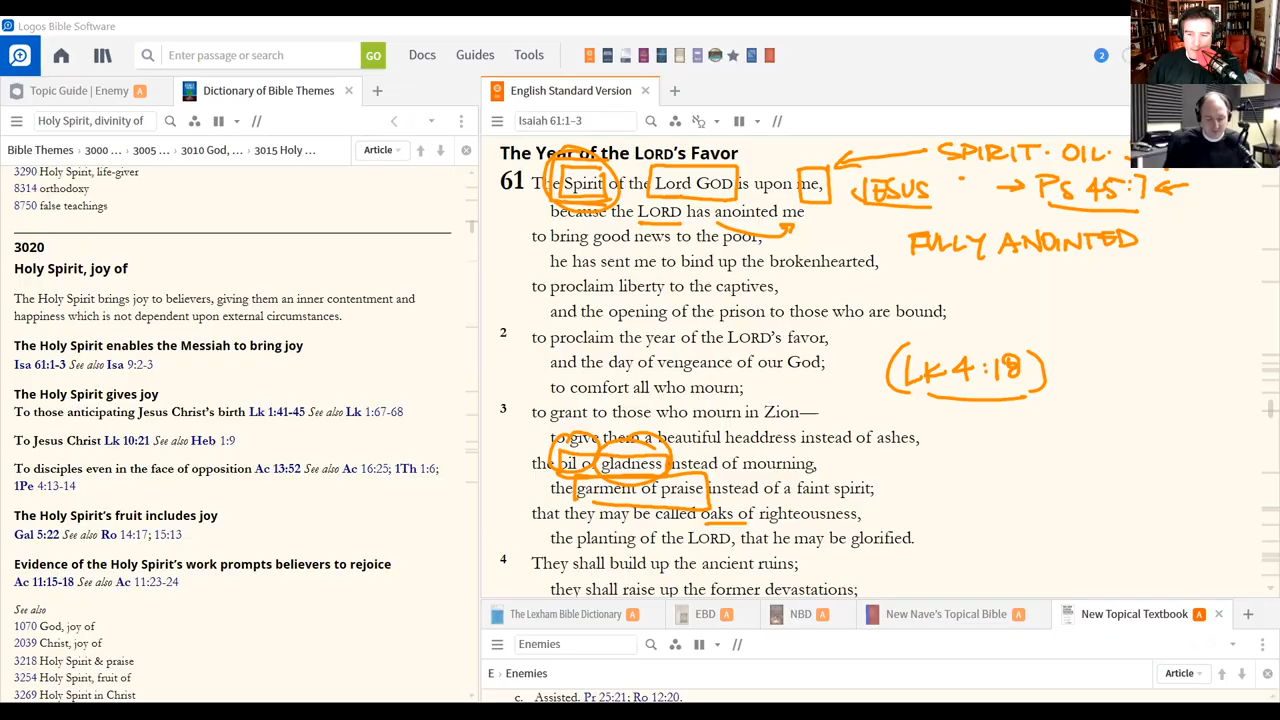 Logos Bible Software
Enter passage or search GO Docs Guides Tools 2
Topic Guide | Enemy A Dictionary of Bible Themes
Holy Spirit, divinity of
Bible Themes 3000 ... 3005 ... 3010 God, ... 3015 Holy ... Article
3290 Holy Spirit, life-giver
8314 orthodoxy
8750 false teachings
3020
Holy Spirit, joy of
The Holy Spirit brings joy to believers, giving them an inner contentment and
happiness which is not dependent upon external circumstances.
The Holy Spirit enables the Messiah to bring joy
Isa 61:1-3 See also Isa 9:2-3
The Holy Spirit gives joy
To those anticipating Jesus Christ's birth Lk 1:41-45 See also Lk 1:67-68
To Jesus Christ Lk 10:21 See also Heb 1:9
To disciples even in the face of opposition Ac 13:52 See also Ac 16:25; 1Th 1:6;
1Pe 4:13-14
The Holy Spirit's fruit includes joy
Gal 5:22 See also Ro 14:17; 15:13
Evidence of the Holy Spirit's work prompts believers to rejoice
Ac 11:15-18 See also Ac 11:23-24
See also
1070 God, joy of
2039 Christ, joy of
3218 Holy Spirit & praise
3254 Holy Spirit, fruit of
3269 Holy Spirit in Christ
English Standard Version
Isaiah 61:1–3
The Year of the LORD's Favor
SPIRIT · OIL ·
61 The Spirit of the Lord GOD is upon me,
JESUS → Ps 45:7 ←
because the LORD has anointed me
to bring good news to the poor;
FULLY ANOINTED
he has sent me to bind up the brokenhearted,
to proclaim liberty to the captives,
and the opening of the prison to those who are bound;
2 to proclaim the year of the LORD's favor,
and the day of vengeance of our God;
(Lk 4:18)
to comfort all who mourn;
3 to grant to those who mourn in Zion—
to give them a beautiful headdress instead of ashes,
the oil of gladness instead of mourning,
the garment of praise instead of a faint spirit;
that they may be called oaks of righteousness,
the planting of the LORD, that he may be glorified.
4 They shall build up the ancient ruins;
they shall raise up the former devastations;
The Lexham Bible Dictionary A EBD A NBD A New Nave's Topical Bible A New Topical Textbook A
Enemies
E › Enemies Article
c. Assisted. Pr 25:21; Ro 12:20.